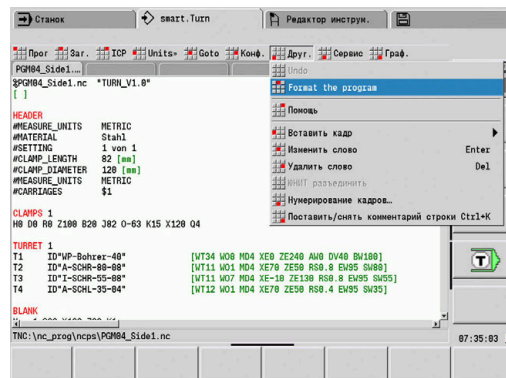 Станок
smart.Turn
Редактор инструм.
Прог Заг. ICP Units» Goto Конф. Друг. Сервис Граф.
PGM04_Side1....
%PGM04_Side1.nc "TURN_V1.0"
[ ]
HEADER
#MEASURE_UNITS METRIC
#MATERIAL Stahl
#SETTING 1 von 1
#CLAMP_LENGTH 82 [mm]
#CLAMP_DIAMETER 120 [mm]
#MEASURE_UNITS METRIC
#CARRIAGES $1
CLAMPS 1
H0 D0 R0 Z100 B20 J02 O-63 K15 X120 Q4
TURRET 1
T1 ID"WP-Bohrer-40" [WT34 WO0 MD4 XE0 ZE240 AW0 DV40 BW180]
T2 ID"A-SCHR-80-08" [WT11 WO1 MD4 XE70 ZE50 RS0.8 EW95 SW80]
T3 ID"I-SCHR-55-08" [WT11 WO7 MD4 XE-10 ZE130 RS0.8 EW95 SW55]
T4 ID"A-SCHL-35-04" [WT12 WO1 MD4 XE70 ZE50 RS0.4 EW95 SW35]
BLANK
Undo
Format the program
Помощь
Вставить кадр
Изменить слово Enter
Удалить слово Del
ЮНИТ разъединить
Нумерирование кадров...
Поставить/снять комментарий строки Ctrl+K
T
TNC:\nc_prog\ncps\PGM04_Side1.nc
07:35:03